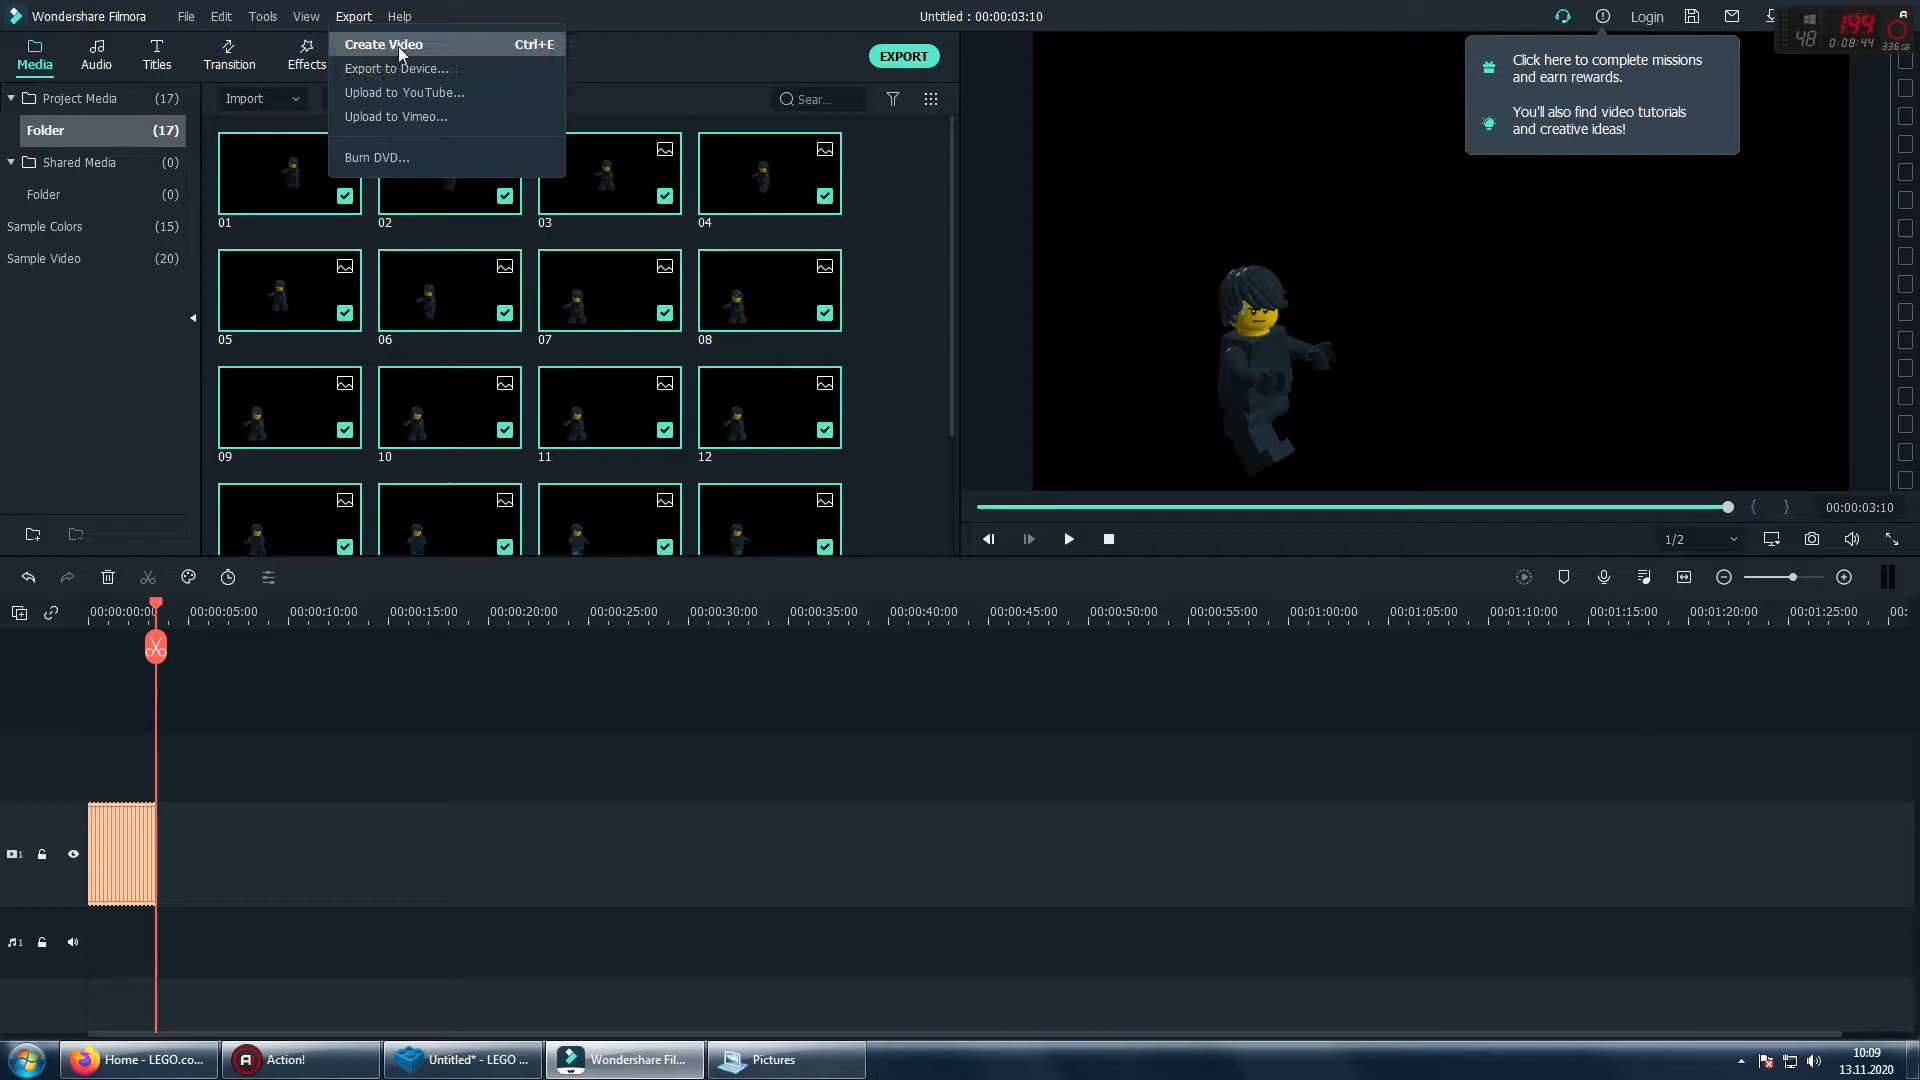 Wondershare Filmora
File
Edit
Tools
View
Export
Help
Untitled : 00:00:03:10
Login
199
48
0:08:44
336 GB
Media
Audio
Titles
Transition
Effects
EXPORT
Create Video Ctrl+E
Export to Device...
Upload to YouTube...
Upload to Vimeo...
Burn DVD...
Click here to complete missions
and earn rewards.
You'll also find video tutorials
and creative ideas!
Project Media (17)
Folder (17)
Shared Media (0)
Folder (0)
Sample Colors (15)
Sample Video (20)
Import
Sear...
01
02
03
04
05
06
07
08
09
10
11
12
00:00:03:10
1/2
00:00:00:00
00:00:05:00
00:00:10:00
00:00:15:00
00:00:20:00
00:00:25:00
00:00:30:00
00:00:35:00
00:00:40:00
00:00:45:00
00:00:50:00
00:00:55:00
00:01:00:00
00:01:05:00
00:01:10:00
00:01:15:00
00:01:20:00
00:01:25:00
00:
1
1
Home - LEGO.co...
Action!
Untitled* - LEGO ...
Wondershare Fil...
Pictures
10:09
13.11.2020